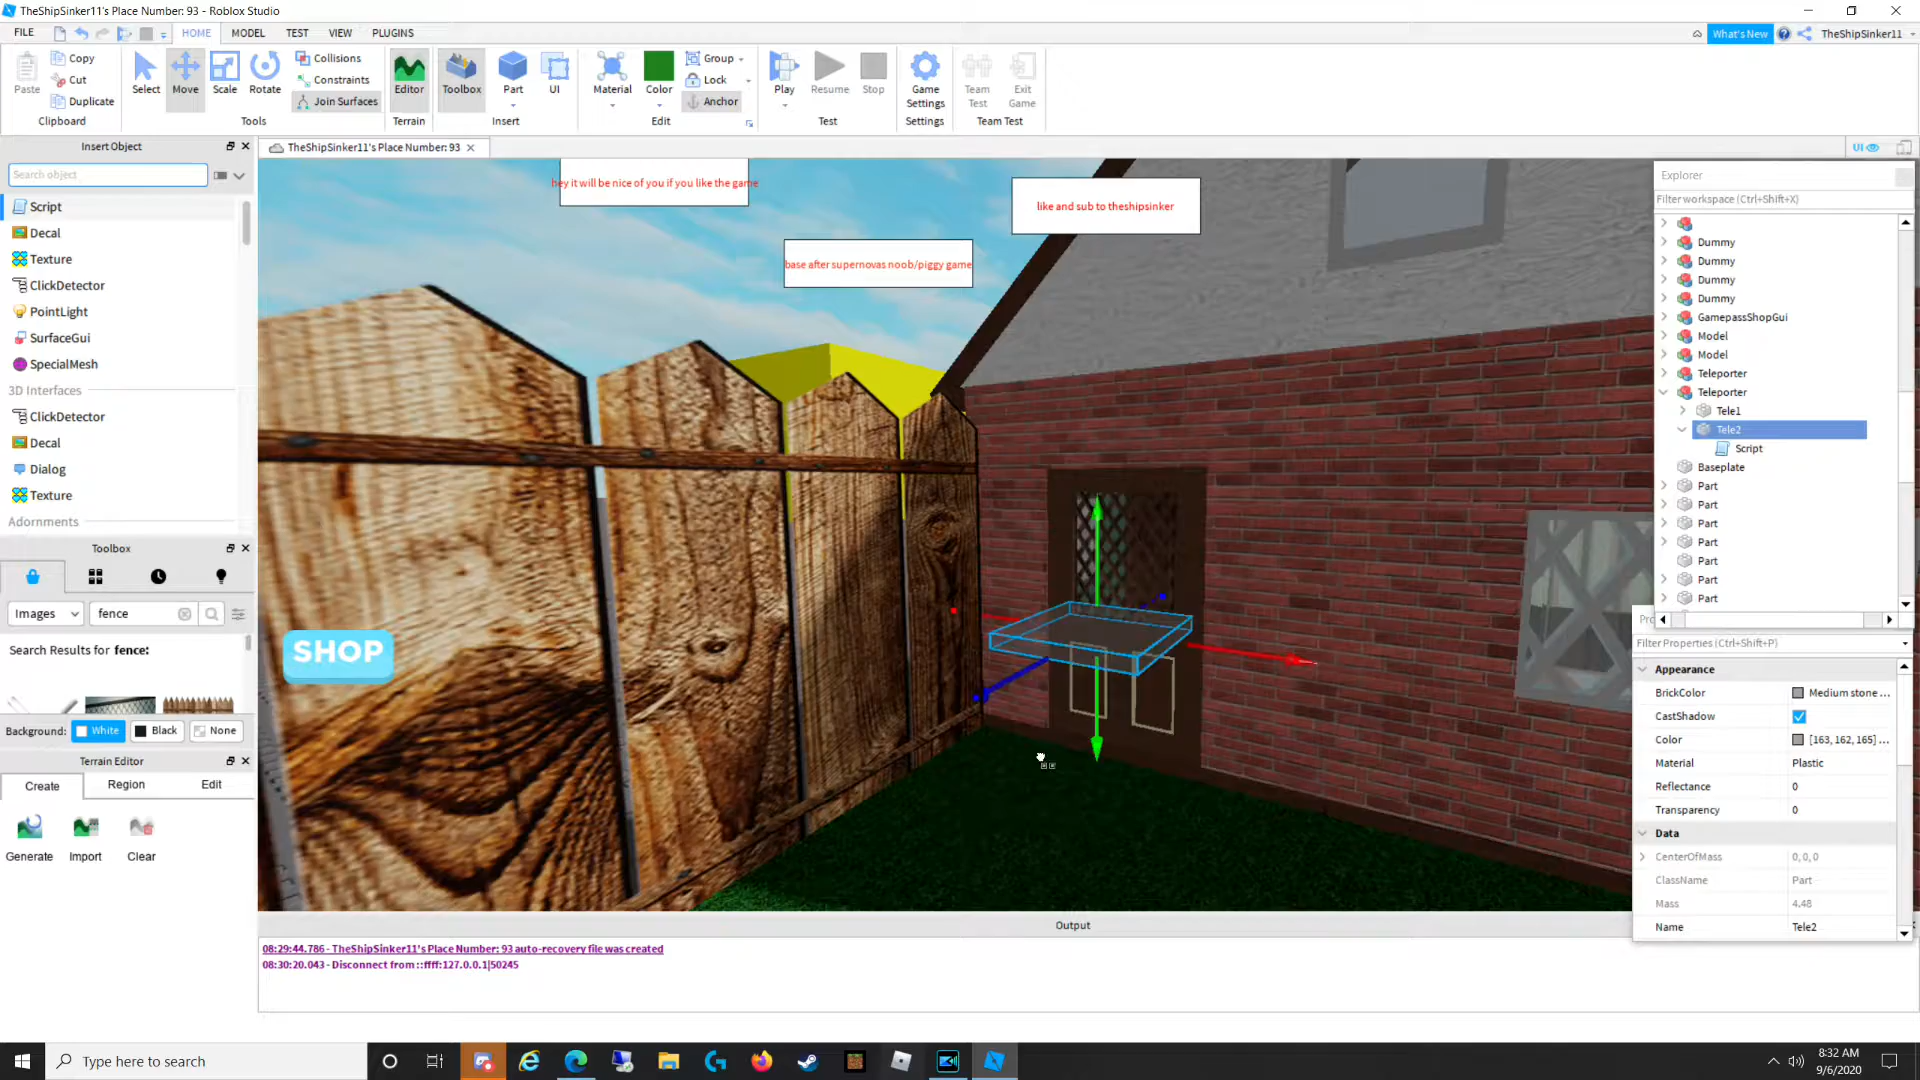 TheShipSinker11's Place Number: 93 - Roblox Studio
FILE HOME MODEL TEST VIEW PLUGINS
What's New TheShipSinker11
Paste Copy Cut Duplicate
Clipboard
Select Move Scale Rotate
Collisions
Constraints
Join Surfaces
Tools
Editor
Terrain
Toolbox Part UI
Insert
Material Color
Group
Lock
Anchor
Edit
Play Resume Stop
Test
Game Settings
Settings
Team Test
Exit Game
Team Test
Insert Object
Search object
Script
Decal
Texture
ClickDetector
PointLight
SurfaceGui
SpecialMesh
3D Interfaces
ClickDetector
Decal
Dialog
Texture
Adornments
Toolbox
Images fence
Search Results for fence:
Background: White Black None
Terrain Editor
Create Region Edit
Generate Import Clear
TheShipSinker11's Place Number: 93
UI
hey it will be nice of you if you like the game
like and sub to theshipsinker
base after supernovas noob/piggy game
SHOP
Explorer
Filter workspace (Ctrl+Shift+X)
Dummy
Dummy
Dummy
Dummy
GamepassShopGui
Model
Model
Teleporter
Teleporter
Tele1
Tele2
Script
Baseplate
Part
Part
Part
Part
Part
Part
Part
Filter Properties (Ctrl+Shift+P)
Appearance
BrickColor Medium stone ...
CastShadow
Color [163, 162, 165] ...
Material Plastic
Reflectance 0
Transparency 0
Data
CenterOfMass 0, 0, 0
ClassName Part
Mass 4.48
Name Tele2
Output
08:29:44.786 - TheShipSinker11's Place Number: 93 auto-recovery file was created
08:30:20.043 - Disconnect from ::ffff:127.0.0.1|50245
Type here to search
8:32 AM
9/6/2020